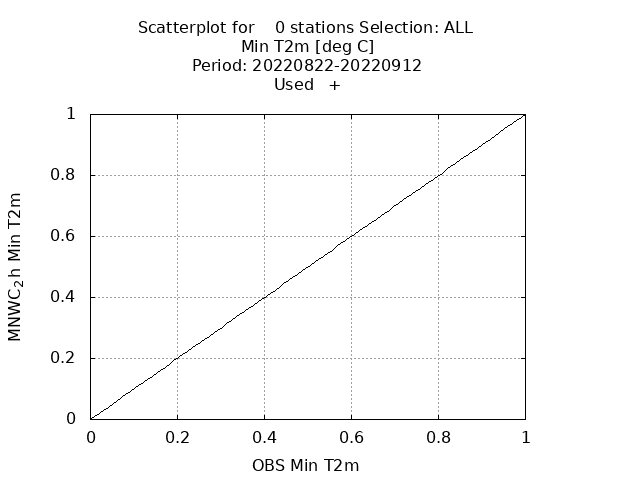 Scatterplot for    0 stations Selection: ALL
Min T2m [deg C]
Period: 20220822-20220912
Used   +
1
0.8
0.6
0.4
0.2
0
MNWC₂h Min T2m
0 0.2 0.4 0.6 0.8 1
OBS Min T2m